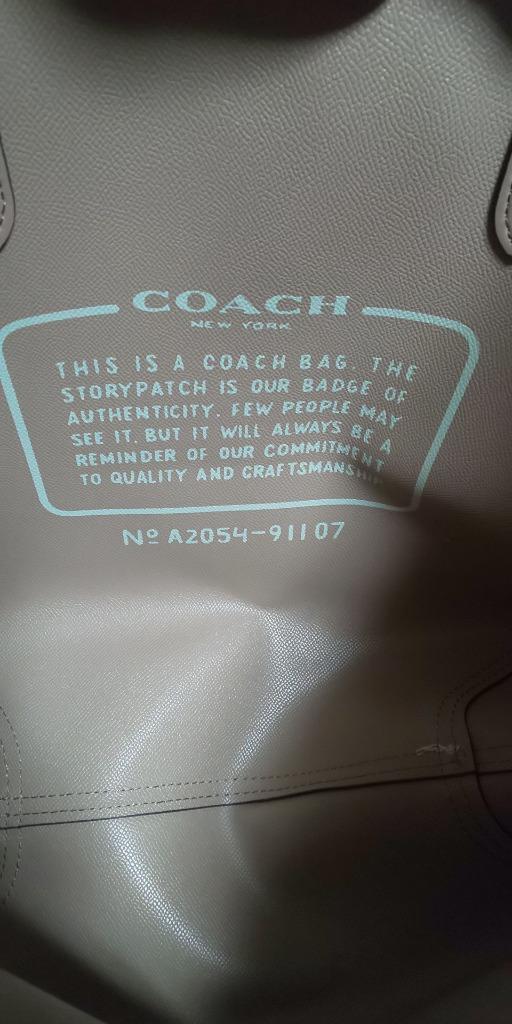 COACH
NEW YORK
THIS IS A COACH BAG. THE
STORYPATCH IS OUR BADGE OF
AUTHENTICITY. FEW PEOPLE MAY
SEE IT, BUT IT WILL ALWAYS BE A
REMINDER OF OUR COMMITMENT
TO QUALITY AND CRAFTSMANSHIP.
Nº A2054-91107